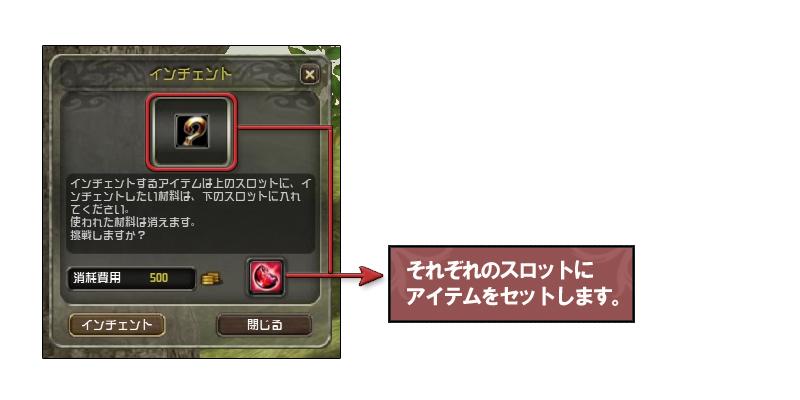 インチェント
インチェントするアイテムは上のスロットに、イ
ンチェントしたい材料は、下のスロットに入れ
てください。
使われた材料は消えます。
挑戦しますか？
消耗費用 500
インチェント 閉じる
それぞれのスロットに
アイテムをセットします。